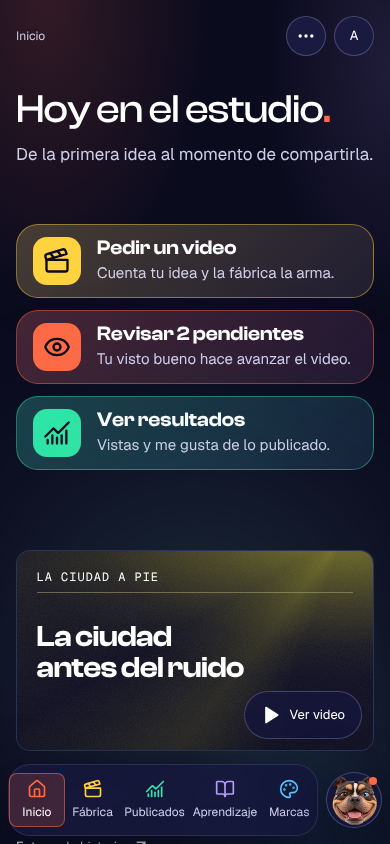 Inicio
A
Hoy en el estudio.
De la primera idea al momento de compartirla.
Pedir un video
Cuenta tu idea y la fábrica la arma.
Revisar 2 pendientes
Tu visto bueno hace avanzar el video.
Ver resultados
Vistas y me gusta de lo publicado.
LA CIUDAD A PIE
La ciudad
antes del ruido
Ver video
Inicio Fábrica Publicados Aprendizaje Marcas